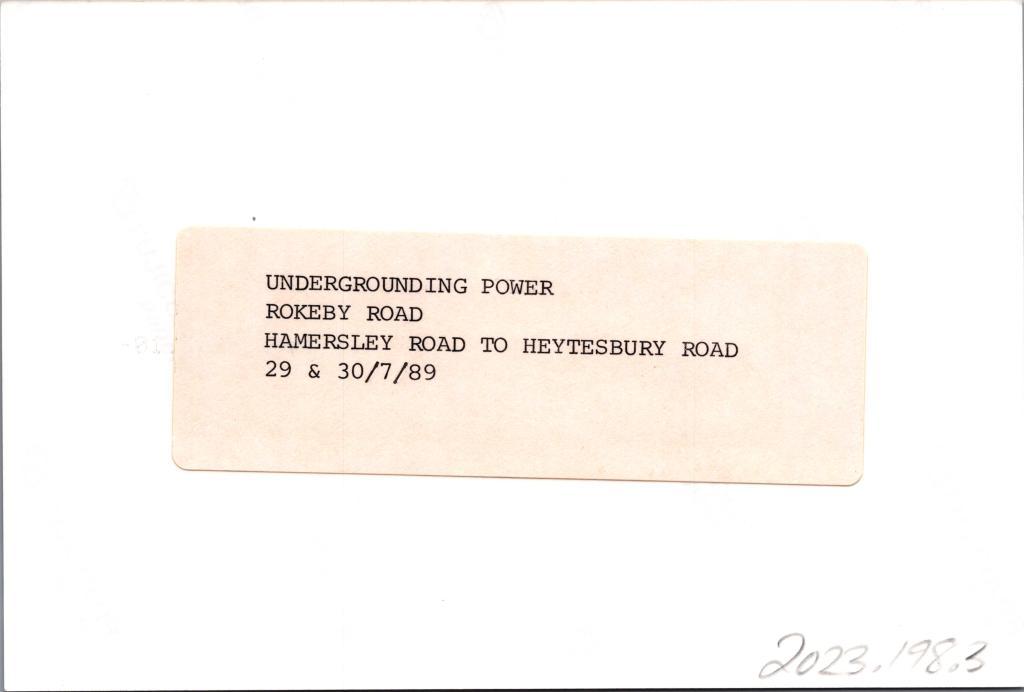 UNDERGROUNDING POWER
ROKEBY ROAD
HAMERSLEY ROAD TO HEYTESBURY ROAD
29 & 30/7/89
2023.198.3